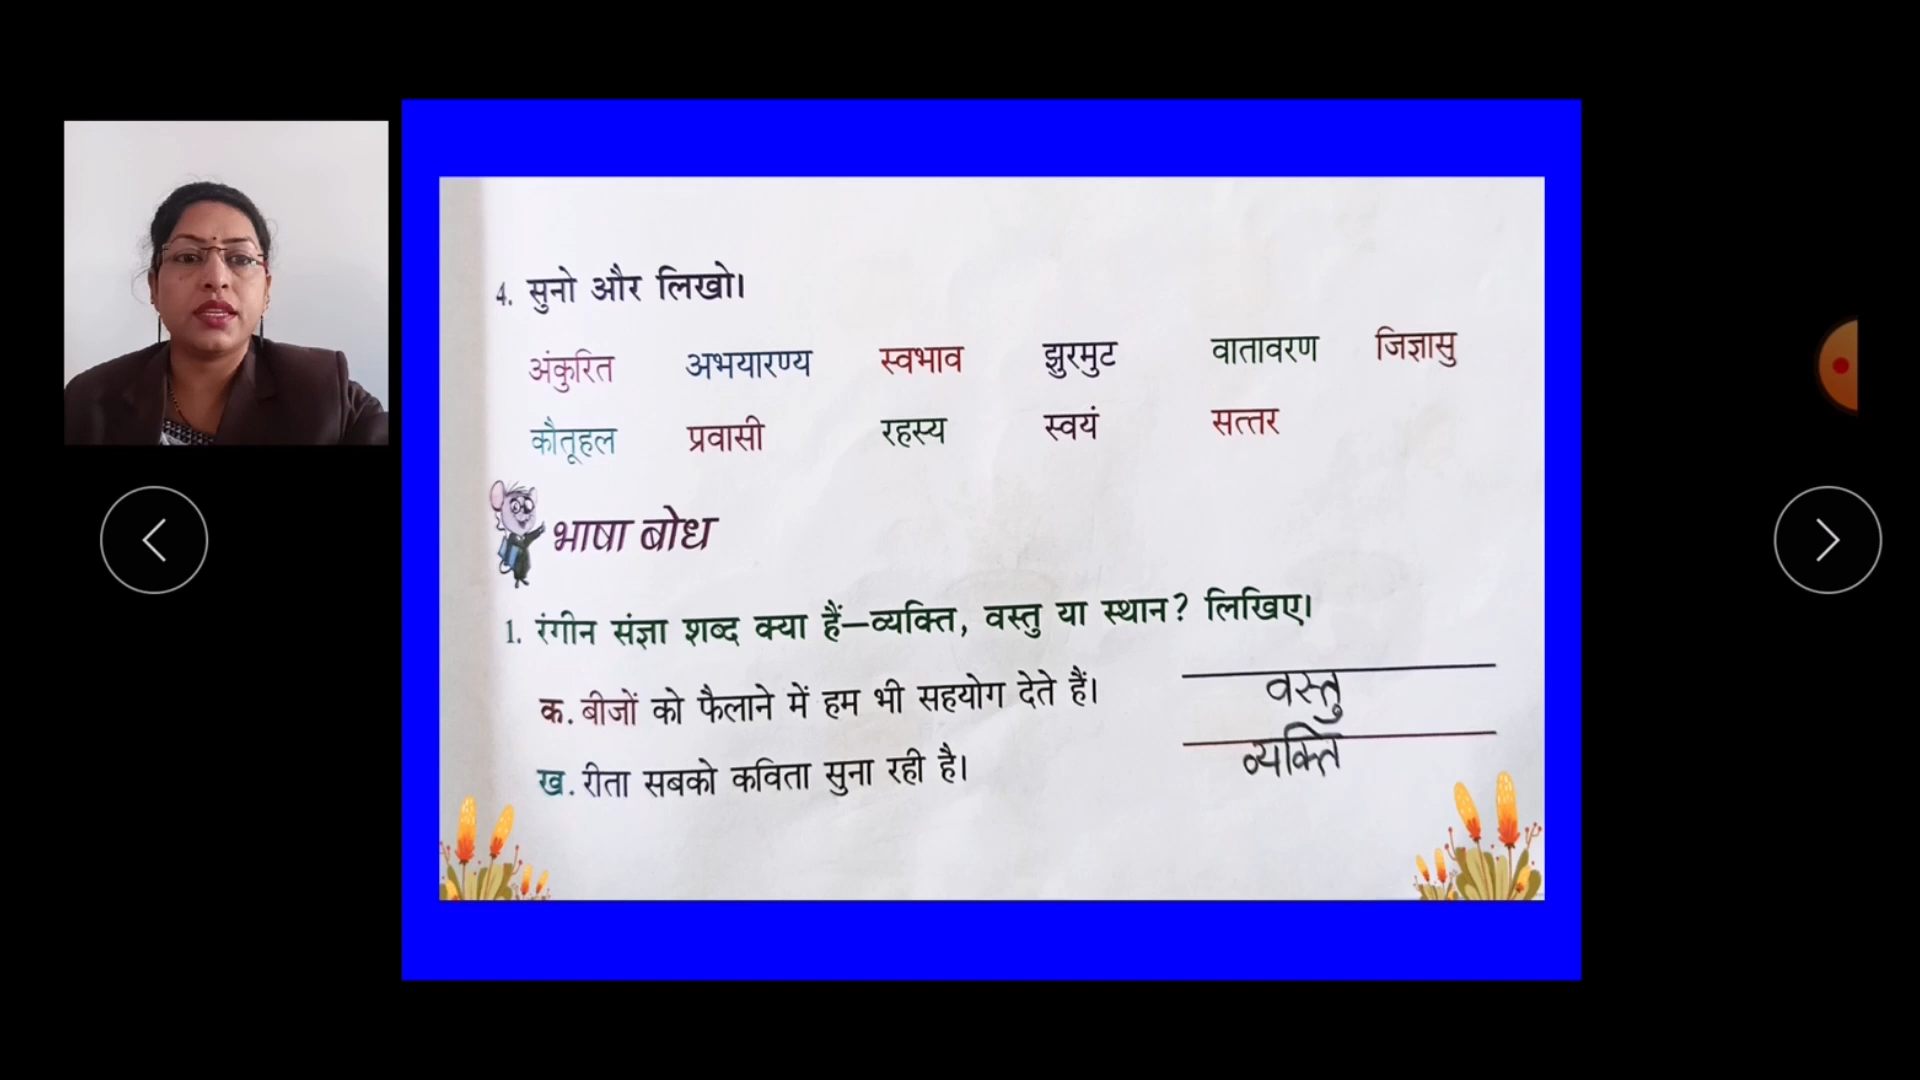 4. सुनो और लिखो।
अंकुरित अभयारण्य स्वभाव झुरमुट वातावरण जिज्ञासु
कौतूहल प्रवासी रहस्य स्वयं सत्तर
भाषा बोध
1. रंगीन संज्ञा शब्द क्या हैं—व्यक्ति, वस्तु या स्थान? लिखिए।
क. बीजों को फैलाने में हम भी सहयोग देते हैं। वस्तु
ख. रीता सबको कविता सुना रही है। व्यक्ति